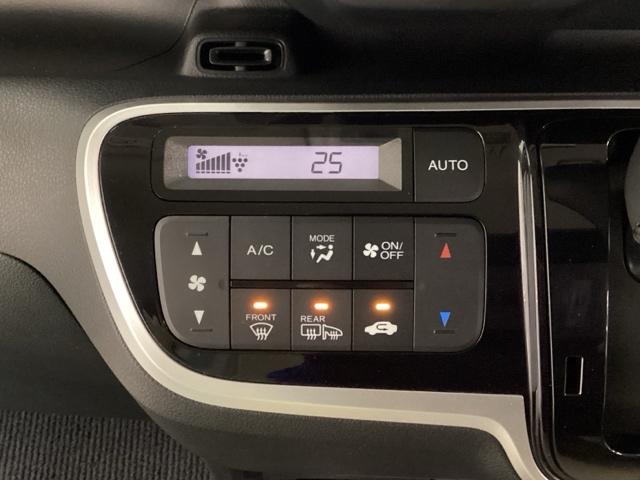 25
AUTO
A/C
MODE
ON/
OFF
FRONT
REAR